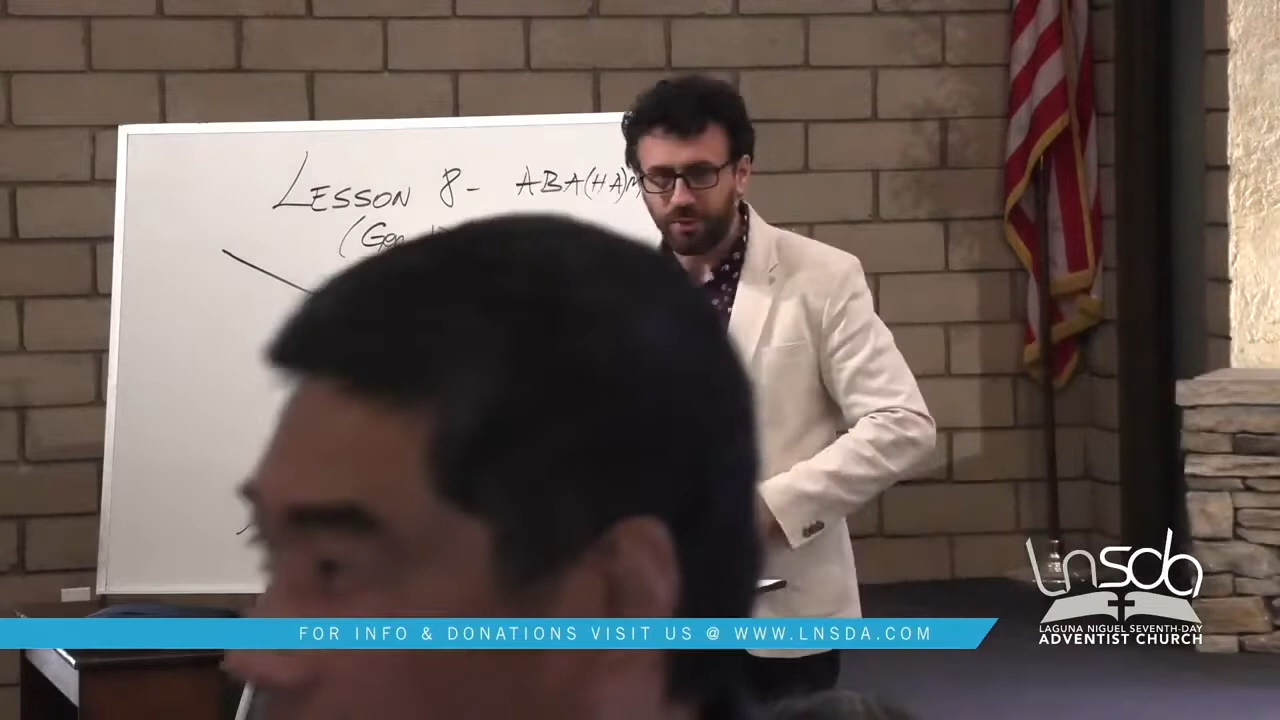 LESSON 8- ABA(HA)M
(Gen
FOR INFO & DONATIONS VISIT US @ WWW.LNSDA.COM
LNSDA
LAGUNA NIGUEL SEVENTH-DAY
ADVENTIST CHURCH